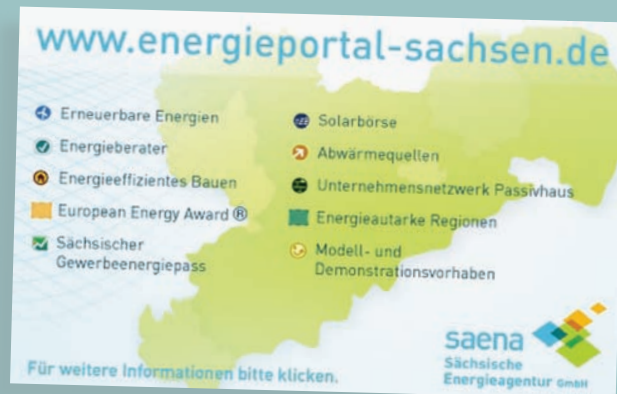 www.energieportal-sachsen.de
Erneuerbare Energien
Energieberater
Energieeffizientes Bauen
European Energy Award ®
Sächsischer
Gewerbeenergiepass
Solarbörse
Abwärmequellen
Unternehmensnetzwerk Passivhaus
Energieautarke Regionen
Modell- und
Demonstrationsvorhaben
saena
Sächsische
Energieagentur GmbH
Für weitere Informationen bitte klicken.